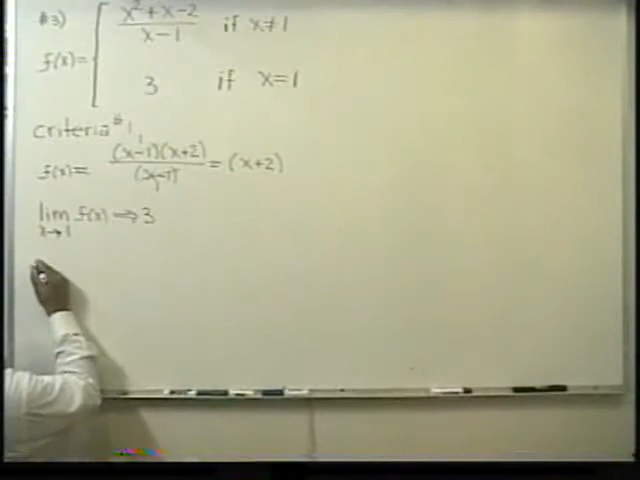 #3)
f(x)= { x²+x-2 / x-1 if x≠1
3 if x=1
criteria #1
f(x)= (x-1)(x+2) / (x-1) = (x+2)
lim x→1 f(x) ⇒ 3